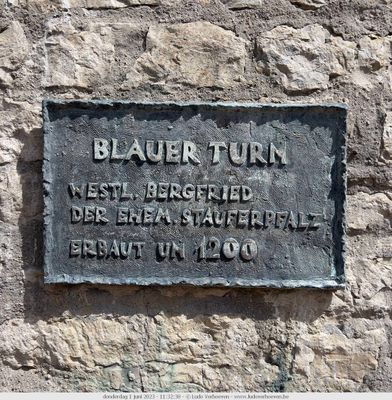 BLAUER TURM
WESTL. BERGFRIED
DER EHEM. STAUFERPFALZ
ERBAUT UM 1200
donderdag 1 juni 2023 - 11:32:38 - © Ludo Verhoeven - © www.ludoverhoeven.be